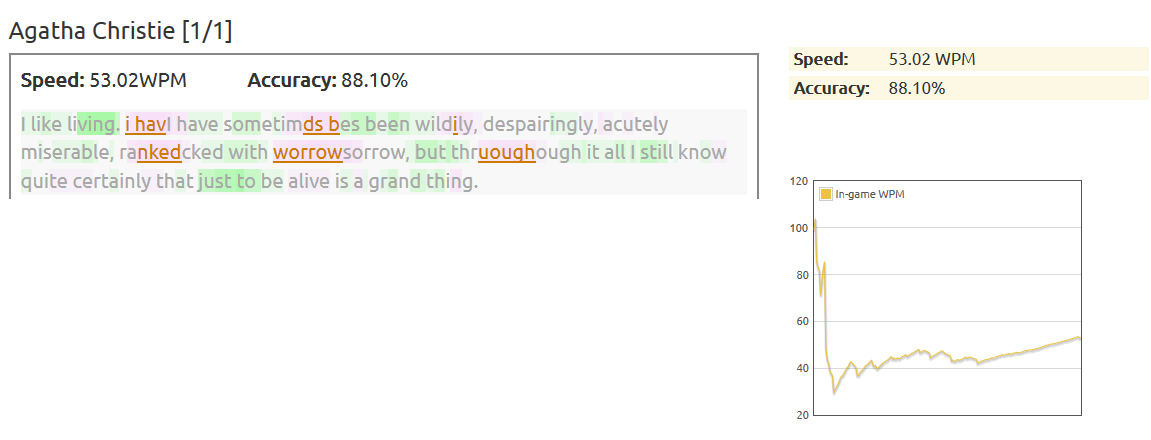 Agatha Christie [1/1]
Speed: 53.02WPM Accuracy: 88.10%
I like living. i havI have sometimds bes been wildily, despairingly, acutely
miserable, rankedcked with worrowsorrow, but thruoughough it all I still know
quite certainly that just to be alive is a grand thing.
Speed: 53.02 WPM
Accuracy: 88.10%
In-game WPM
120
100
80
60
40
20